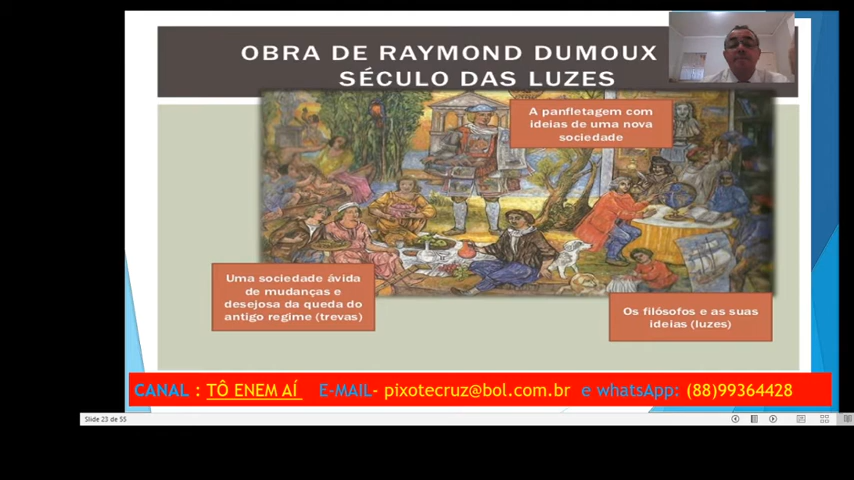 OBRA DE RAYMOND DUMOUX
SÉCULO DAS LUZES
A panfletagem com
ideias de uma nova
sociedade
Uma sociedade ávida
de mudanças e
desejosa da queda do
antigo regime (trevas)
Os filósofos e as suas
ideias (luzes)
CANAL : TÔ ENEM AÍ E-MAIL- pixotecruz@bol.com.br e whatsApp: (88)99364428
Slide 23 de 55